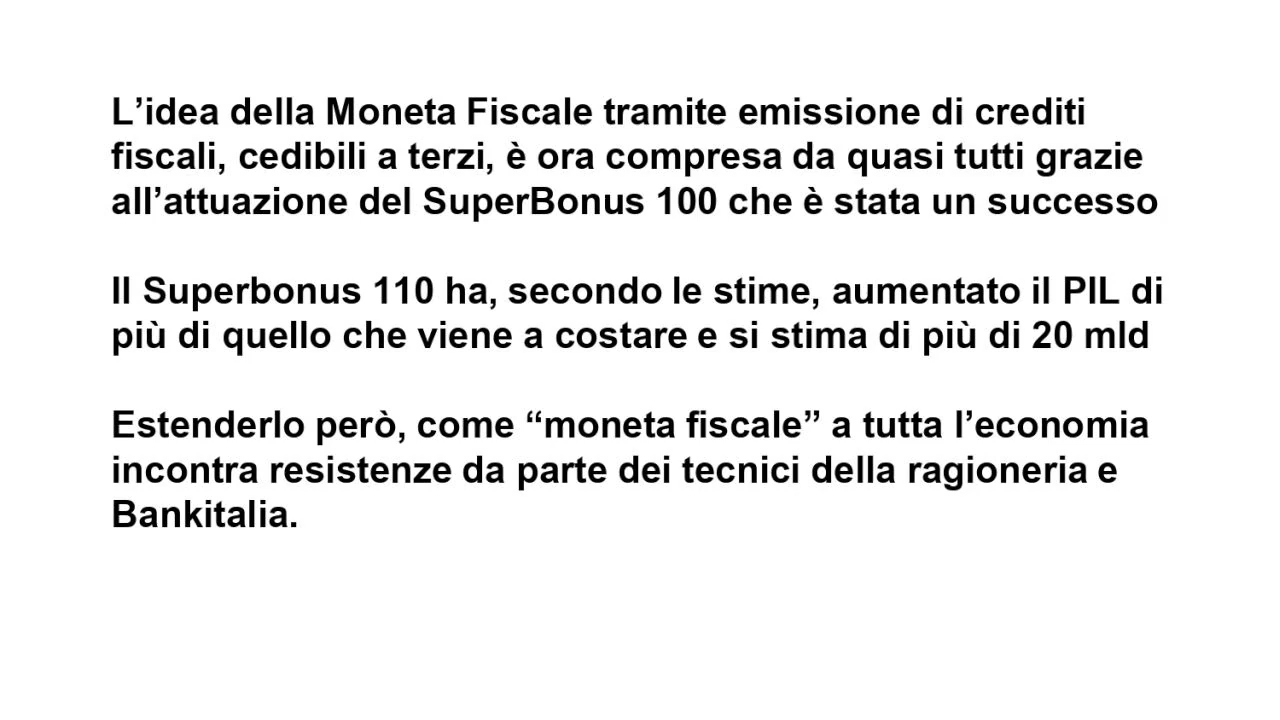 L’idea della Moneta Fiscale tramite emissione di crediti
fiscali, cedibili a terzi, è ora compresa da quasi tutti grazie
all’attuazione del SuperBonus 100 che è stata un successo
Il Superbonus 110 ha, secondo le stime, aumentato il PIL di
più di quello che viene a costare e si stima di più di 20 mld
Estenderlo però, come “moneta fiscale” a tutta l’economia
incontra resistenze da parte dei tecnici della ragioneria e
Bankitalia.